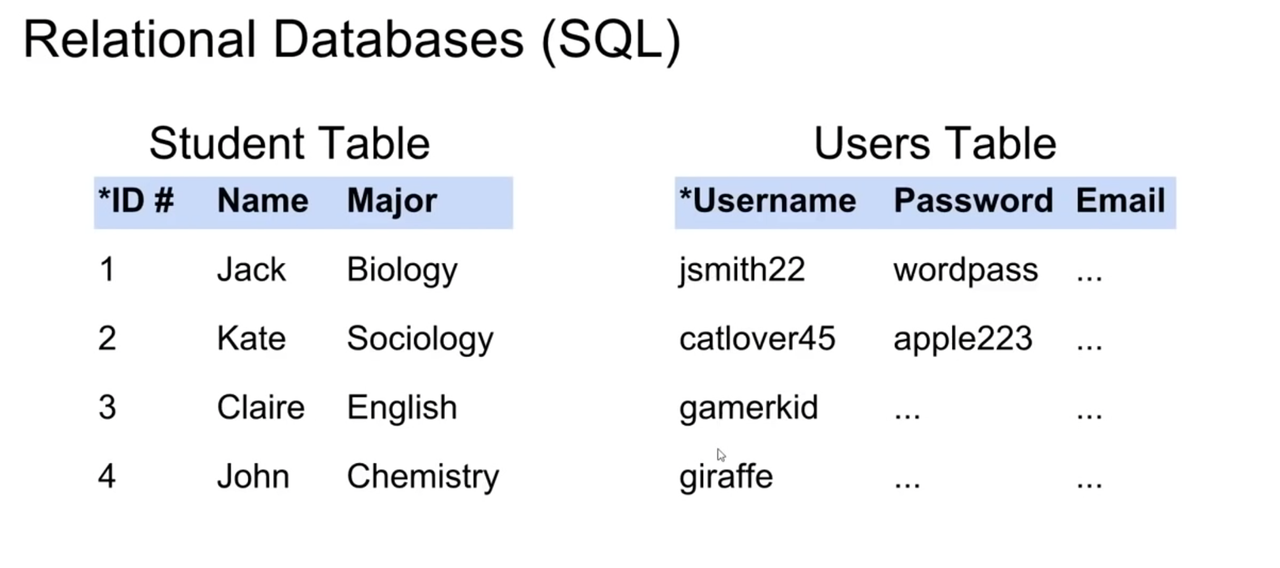 Relational Databases (SQL)
Student Table
*ID # Name Major
1 Jack Biology
2 Kate Sociology
3 Claire English
4 John Chemistry
Users Table
*Username Password Email
jsmith22 wordpass ...
catlover45 apple223 ...
gamerkid ... ...
giraffe ... ...